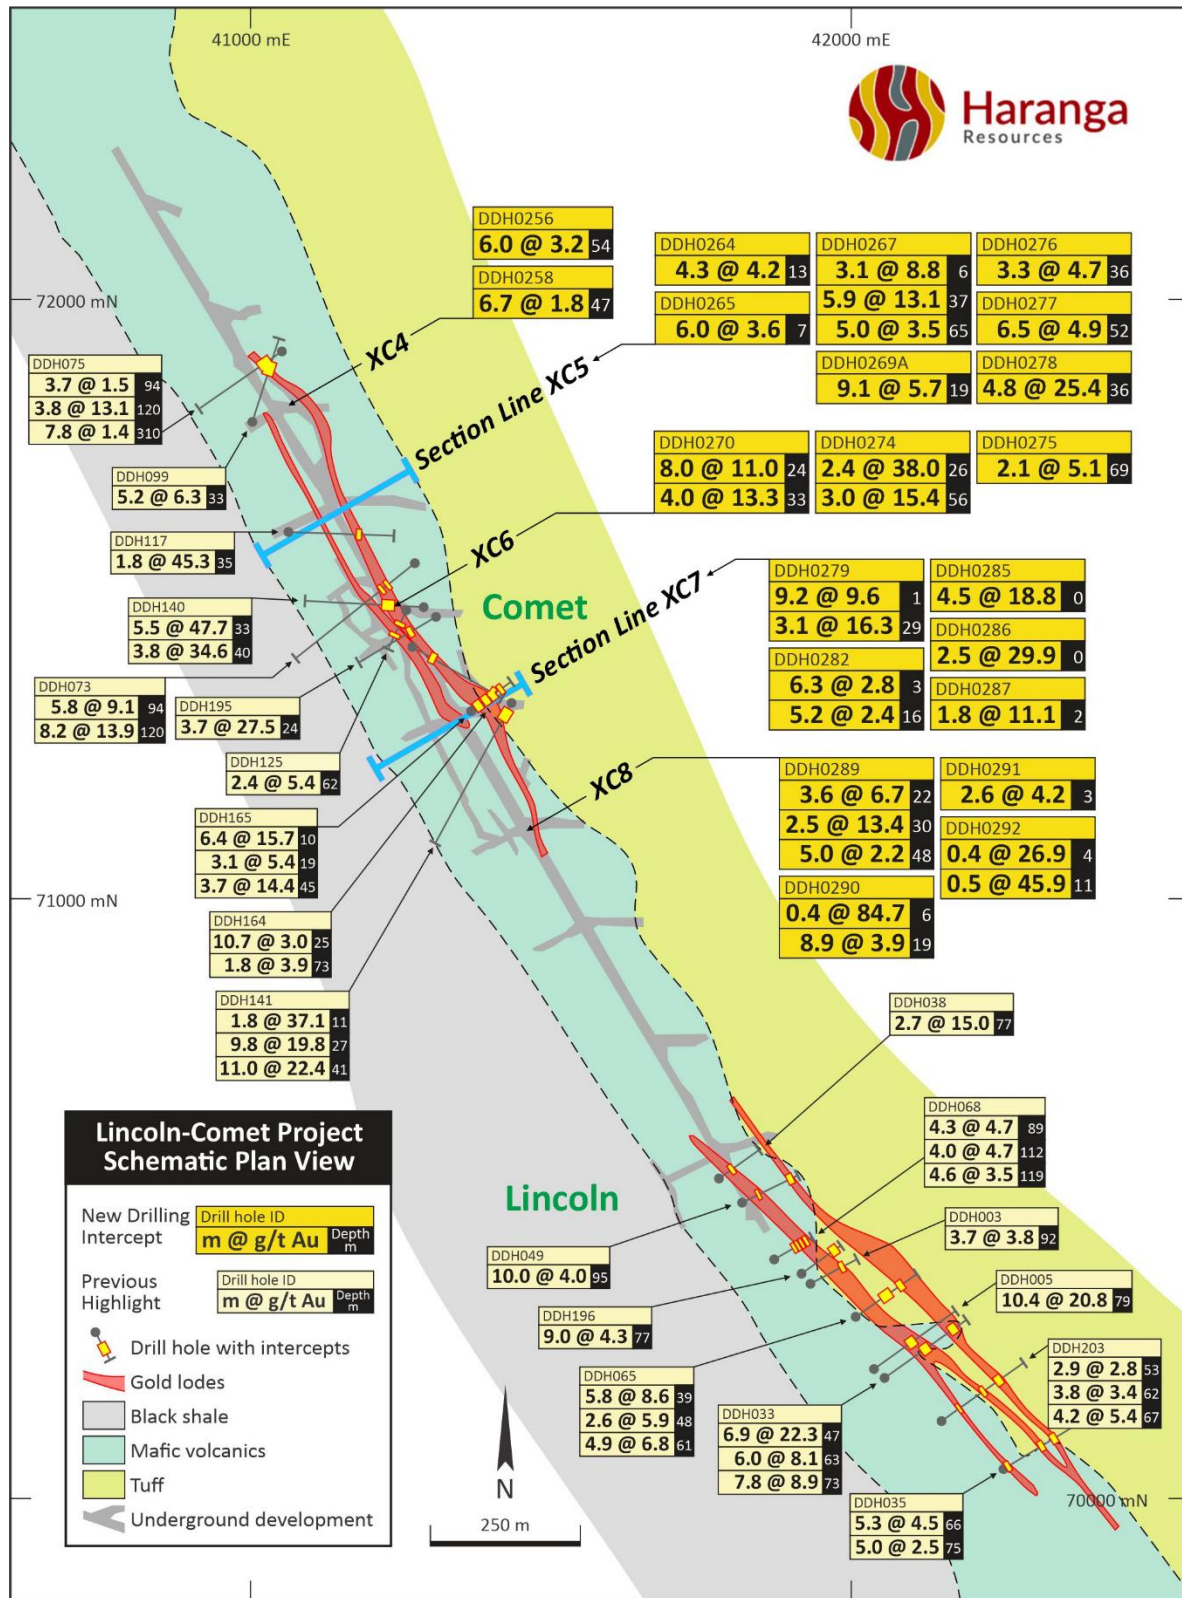 41000 mE
42000 mE
Haranga
Resources
DDH0256
6.0 @ 3.2 54
DDH0258
6.7 @ 1.8 47
DDH0264
4.3 @ 4.2 13
DDH0265
6.0 @ 3.6 7
DDH0267
3.1 @ 8.8 6
5.9 @ 13.1 37
5.0 @ 3.5 65
DDH0269A
9.1 @ 5.7 19
DDH0276
3.3 @ 4.7 36
DDH0277
6.5 @ 4.9 52
DDH0278
4.8 @ 25.4 36
72000 mN
XC4
Section Line XC5
DDH075
3.7 @ 1.5 94
3.8 @ 13.1 120
7.8 @ 1.4 310
DDH099
5.2 @ 6.3 33
DDH0270
8.0 @ 11.0 24
4.0 @ 13.3 33
DDH0274
2.4 @ 38.0 26
3.0 @ 15.4 56
DDH0275
2.1 @ 5.1 69
DDH117
1.8 @ 45.3 35
XC6
Comet
Section Line XC7
DDH140
5.5 @ 47.7 33
3.8 @ 34.6 40
DDH0279
9.2 @ 9.6 1
3.1 @ 16.3 29
DDH0282
6.3 @ 2.8 3
5.2 @ 2.4 16
DDH0285
4.5 @ 18.8 0
DDH0286
2.5 @ 29.9 0
DDH0287
1.8 @ 11.1 2
DDH073
5.8 @ 9.1 94
8.2 @ 13.9 120
DDH195
3.7 @ 27.5 24
DDH125
2.4 @ 5.4 62
XC8
DDH0289
3.6 @ 6.7 22
2.5 @ 13.4 30
5.0 @ 2.2 48
DDH0290
0.4 @ 84.7 6
8.9 @ 3.9 19
DDH0291
2.6 @ 4.2 3
DDH0292
0.4 @ 26.9 4
0.5 @ 45.9 11
DDH165
6.4 @ 15.7 10
3.1 @ 5.4 19
3.7 @ 14.4 45
71000 mN
DDH164
10.7 @ 3.0 25
1.8 @ 3.9 73
DDH141
1.8 @ 37.1 11
9.8 @ 19.8 27
11.0 @ 22.4 41
DDH038
2.7 @ 15.0 77
DDH068
4.3 @ 4.7 89
4.0 @ 4.7 112
4.6 @ 3.5 119
Lincoln
DDH003
3.7 @ 3.8 92
DDH049
10.0 @ 4.0 95
DDH005
10.4 @ 20.8 79
DDH196
9.0 @ 4.3 77
DDH203
2.9 @ 2.8 53
3.8 @ 3.4 62
4.2 @ 5.4 67
DDH065
5.8 @ 8.6 39
2.6 @ 5.9 48
4.9 @ 6.8 61
DDH033
6.9 @ 22.3 47
6.0 @ 8.1 63
7.8 @ 8.9 73
DDH035
5.3 @ 4.5 66
5.0 @ 2.5 75
70000 mN
Lincoln-Comet Project
Schematic Plan View
New Drilling
Intercept
Drill hole ID
m @ g/t Au Depth
m
Previous
Highlight
Drill hole ID
m @ g/t Au Depth
m
Drill hole with intercepts
Gold lodes
Black shale
Mafic volcanics
Tuff
Underground development
N
250 m